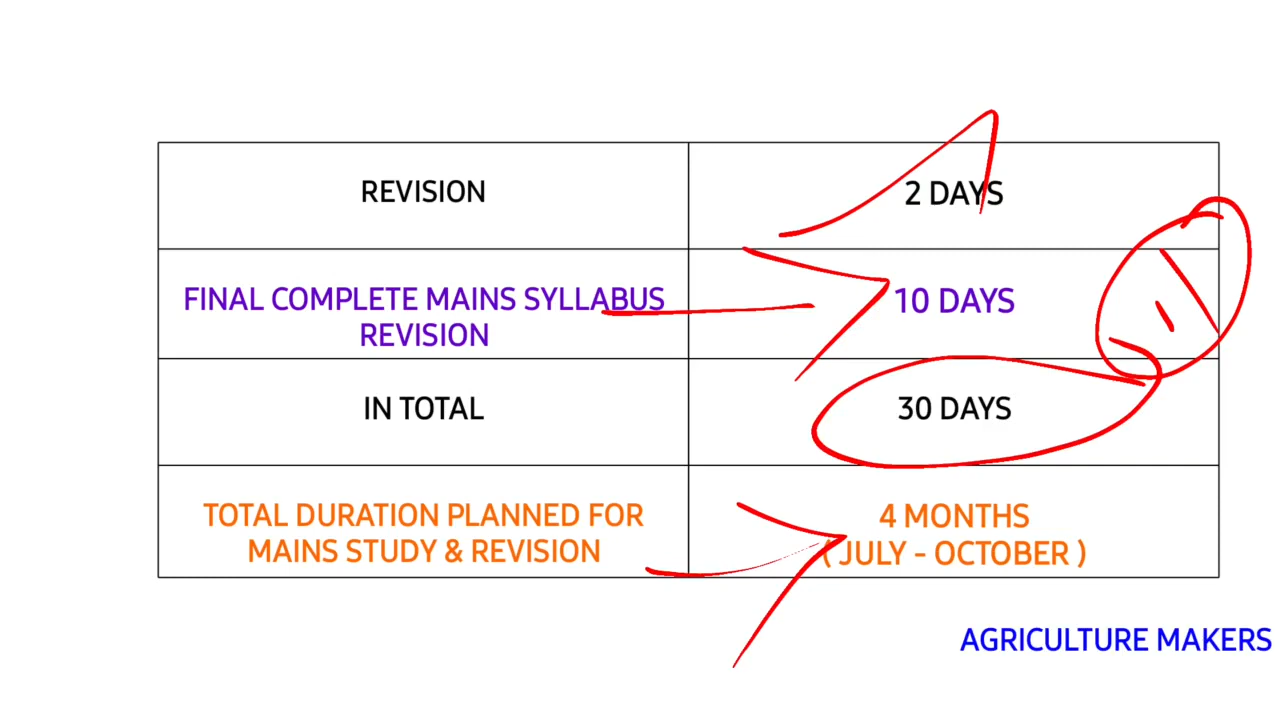 REVISION
2 DAYS
FINAL COMPLETE MAINS SYLLABUS
REVISION
10 DAYS
IN TOTAL
30 DAYS
TOTAL DURATION PLANNED FOR
MAINS STUDY & REVISION
4 MONTHS
( JULY - OCTOBER )
AGRICULTURE MAKERS